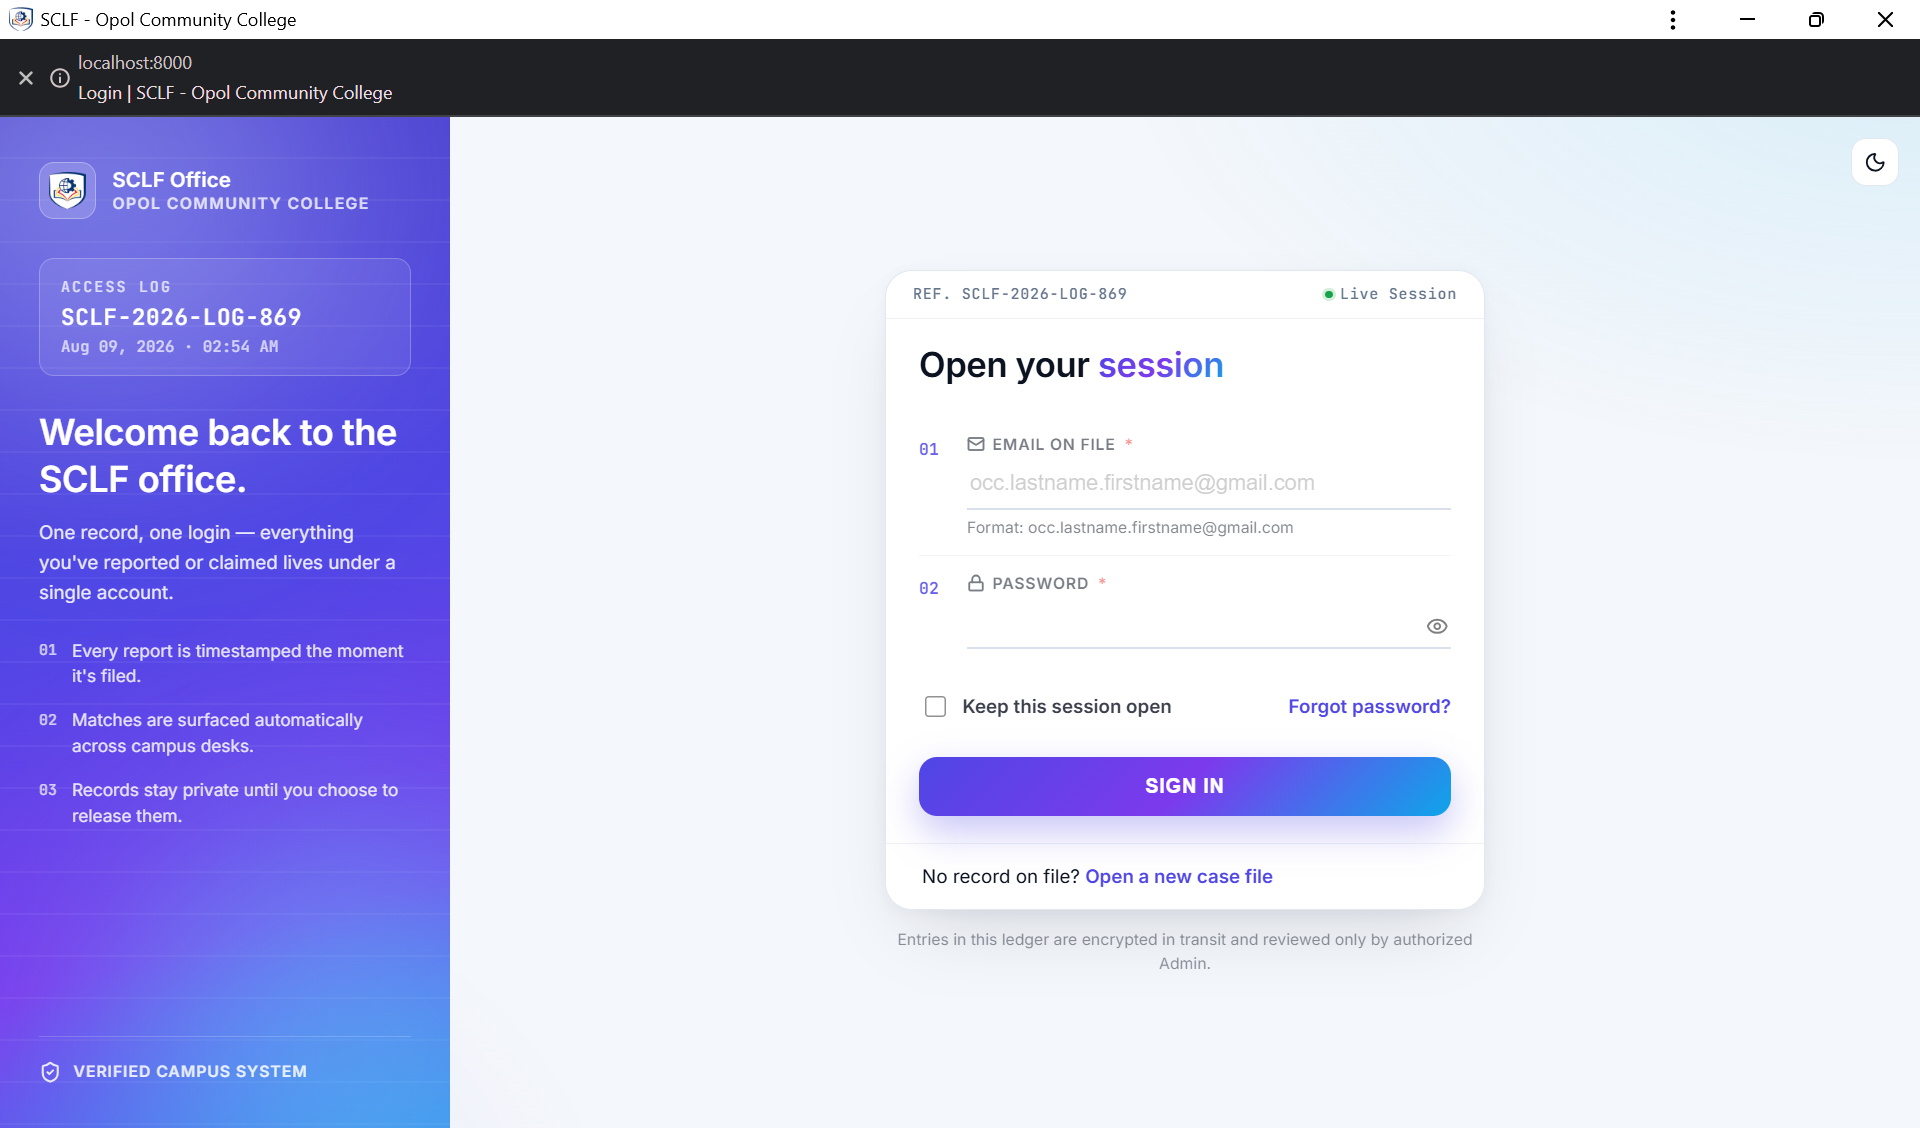 SCLF - Opol Community College
localhost:8000
Login | SCLF - Opol Community College
SCLF Office
OPOL COMMUNITY COLLEGE
ACCESS LOG
SCLF-2026-LOG-869
Aug 09, 2026 · 02:54 AM
Welcome back to the
SCLF office.
One record, one login — everything
you've reported or claimed lives under a
single account.
01 Every report is timestamped the moment
it's filed.
02 Matches are surfaced automatically
across campus desks.
03 Records stay private until you choose to
release them.
VERIFIED CAMPUS SYSTEM
REF. SCLF-2026-LOG-869 Live Session
Open your session
01 EMAIL ON FILE *
occ.lastname.firstname@gmail.com
Format: occ.lastname.firstname@gmail.com
02 PASSWORD *
Keep this session open Forgot password?
SIGN IN
No record on file? Open a new case file
Entries in this ledger are encrypted in transit and reviewed only by authorized
Admin.